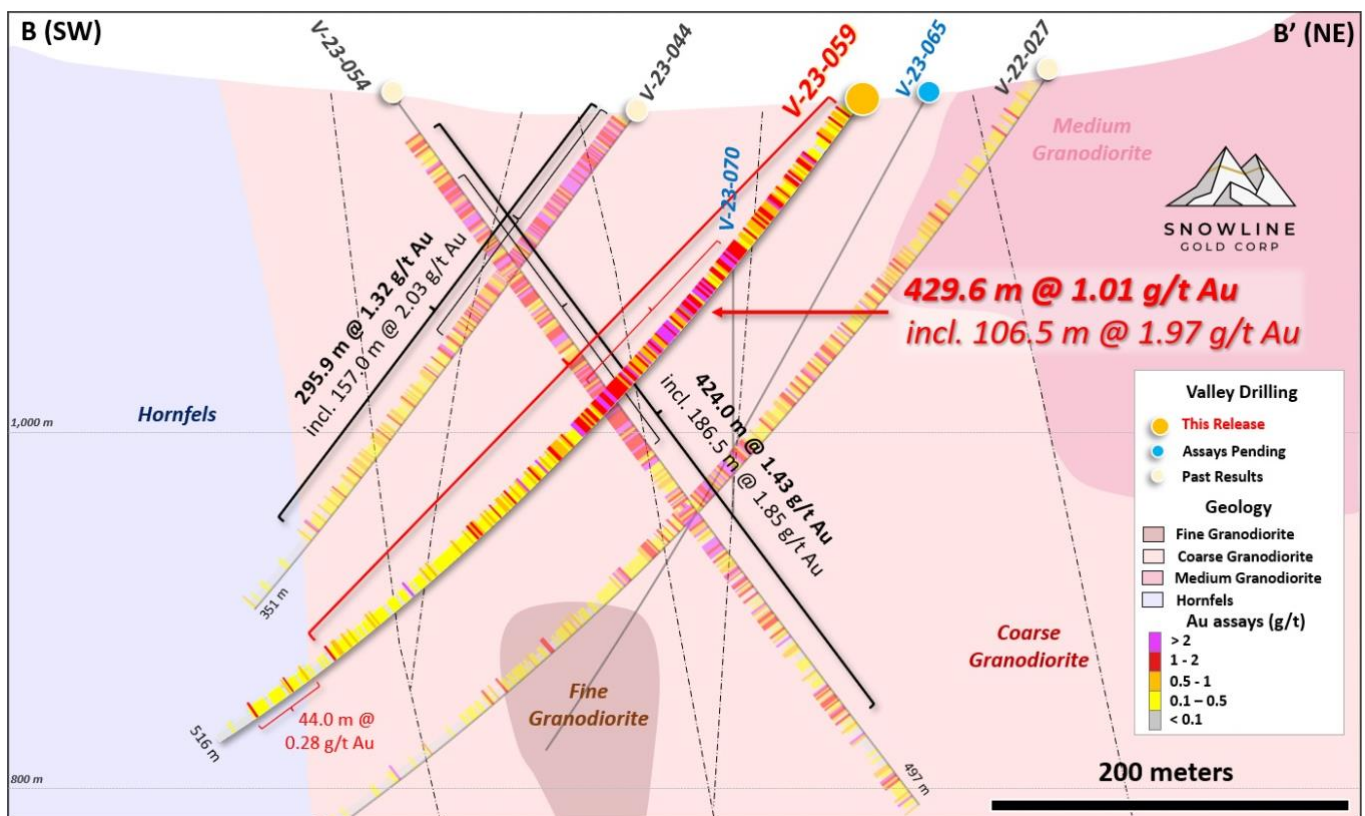 B (SW)
B' (NE)
V-23-054
V-23-044
V-23-059
V-23-065
V-22-027
V-23-070
Medium
Granodiorite
SNOWLINE
GOLD CORP
295.9 m @ 1.32 g/t Au
incl. 157.0 m @ 2.03 g/t Au
429.6 m @ 1.01 g/t Au
incl. 106.5 m @ 1.97 g/t Au
424.0 m @ 1.43 g/t Au
incl. 186.5 m @ 1.85 g/t Au
Hornfels
1,000 m
351 m
516 m
44.0 m @
0.28 g/t Au
Fine
Granodiorite
Coarse
Granodiorite
497 m
800 m
Valley Drilling
This Release
Assays Pending
Past Results
Geology
Fine Granodiorite
Coarse Granodiorite
Medium Granodiorite
Hornfels
Au assays (g/t)
> 2
1 - 2
0.5 - 1
0.1 – 0.5
< 0.1
200 meters